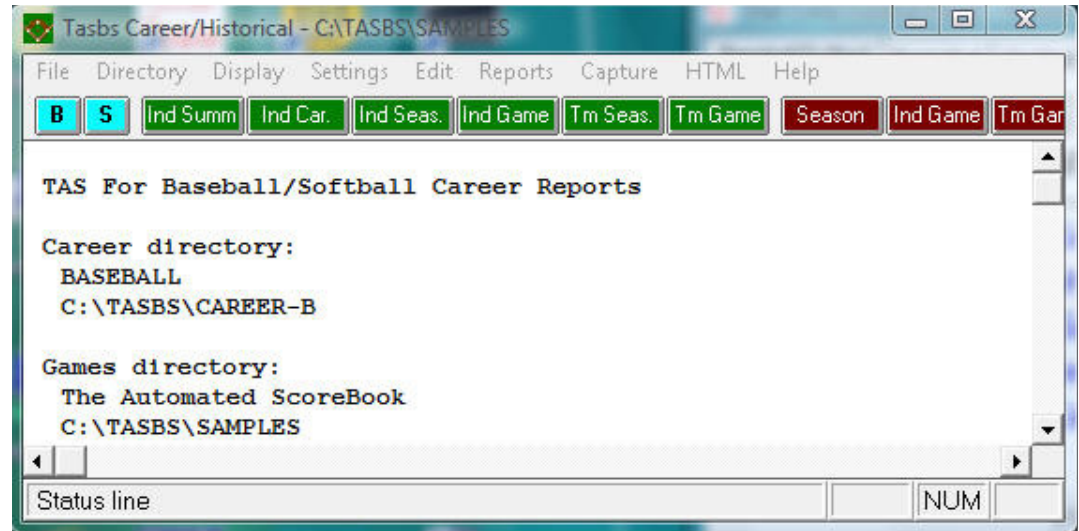 Tasbs Career/Historical - C:\TASBS\SAMPLES
File Directory Display Settings Edit Reports Capture HTML Help
B S Ind Summ Ind Car. Ind Seas. Ind Game Tm Seas. Tm Game Season Ind Game Tm Gar
TAS For Baseball/Softball Career Reports
Career directory:
BASEBALL
C:\TASBS\CAREER-B
Games directory:
The Automated ScoreBook
C:\TASBS\SAMPLES
Status line NUM